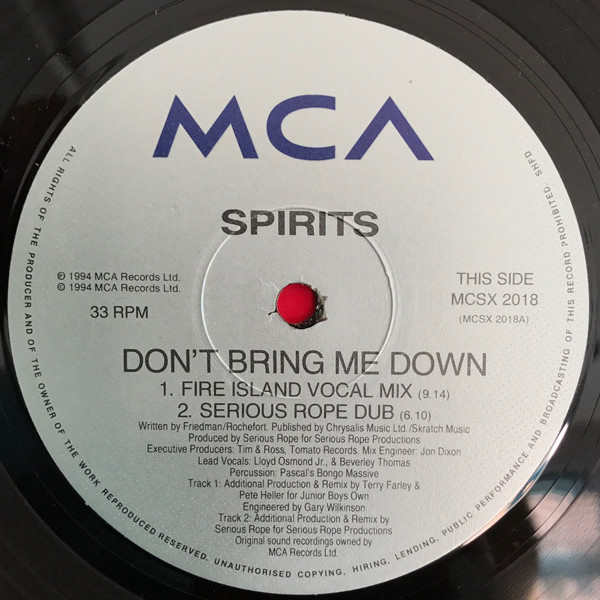 MCA
SPIRITS
℗ 1994 MCA Records Ltd.
© 1994 MCA Records Ltd.
33 RPM
THIS SIDE
MCSX 2018
(MCSX 2018A)
DON'T BRING ME DOWN
1. FIRE ISLAND VOCAL MIX (9.14)
2. SERIOUS ROPE DUB (6.10)
Written by Friedman/Rochefort. Published by Chrysalis Music Ltd./Skratch Music
Produced by Serious Rope for Serious Rope Productions
Executive Producers: Tim & Ross, Tomato Records. Mix Engineer: Jon Dixon
Lead Vocals: Lloyd Osmond Jr., & Beverley Thomas
Percussion: Pascal's Bongo Massive
Track 1: Additional Production & Remix by Terry Farley &
Pete Heller for Junior Boys Own
Engineered by Gary Wilkinson
Track 2: Additional Production & Remix by
Serious Rope for Serious Rope Productions
Original sound recordings owned by
MCA Records Ltd.
ALL RIGHTS OF THE PRODUCER AND OF THE OWNER OF THE WORK REPRODUCED RESERVED. UNAUTHORISED COPYING, HIRING, LENDING, PUBLIC PERFORMANCE AND BROADCASTING OF THIS RECORD PROHIBITED. SHFD